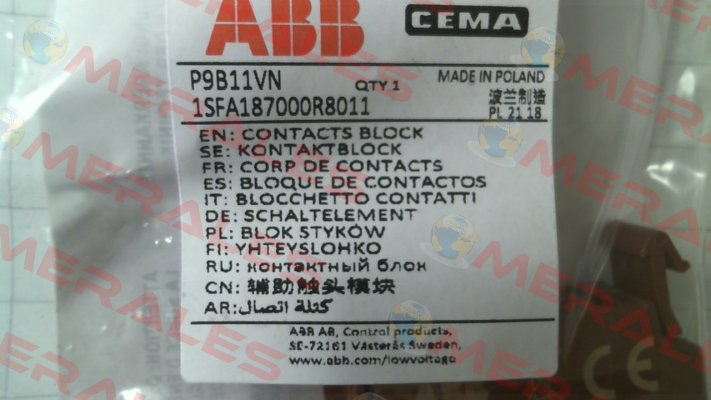 ABB CEMA
P9B11VN QTY 1 MADE IN POLAND
1SFA187000R8011 波兰制造
PL 21 18
EN: CONTACTS BLOCK
SE: KONTAKTBLOCK
FR: CORP DE CONTACTS
ES: BLOQUE DE CONTACTOS
IT: BLOCCHETTO CONTATTI
DE: SCHALTELEMENT
PL: BLOK STYKÓW
FI: YHTEYSLOHKO
RU: контактный блок
CN: 辅助触头模块
AR: كتلة اتصال
ABB AB, Control products,
SE-72161 Västerås Sweden,
www.abb.com/lowvoltage
CE
MERALES